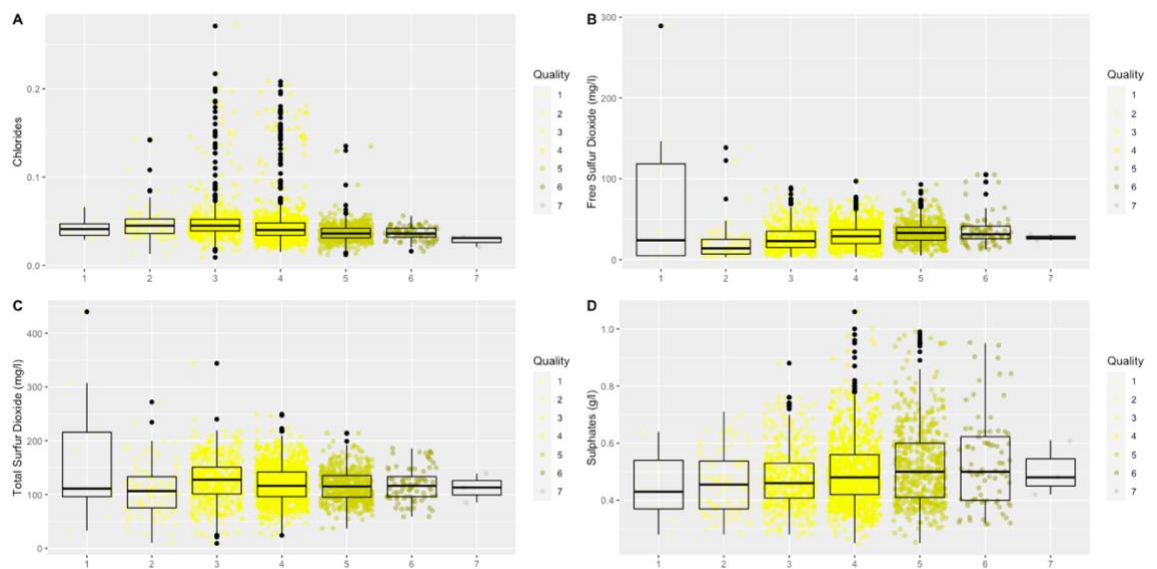 A
Chlorides
0.2
0.1
0.0
1 2 3 4 5 6 7
Quality
1
2
3
4
5
6
7
B
Free Sulfur Dioxide (mg/l)
300
200
100
0
1 2 3 4 5 6 7
Quality
1
2
3
4
5
6
7
C
Total Surfur Dioxide (mg/l)
400
300
200
100
0
1 2 3 4 5 6 7
Quality
1
2
3
4
5
6
7
D
Sulphates (g/l)
1.0
0.8
0.6
0.4
1 2 3 4 5 6 7
Quality
1
2
3
4
5
6
7